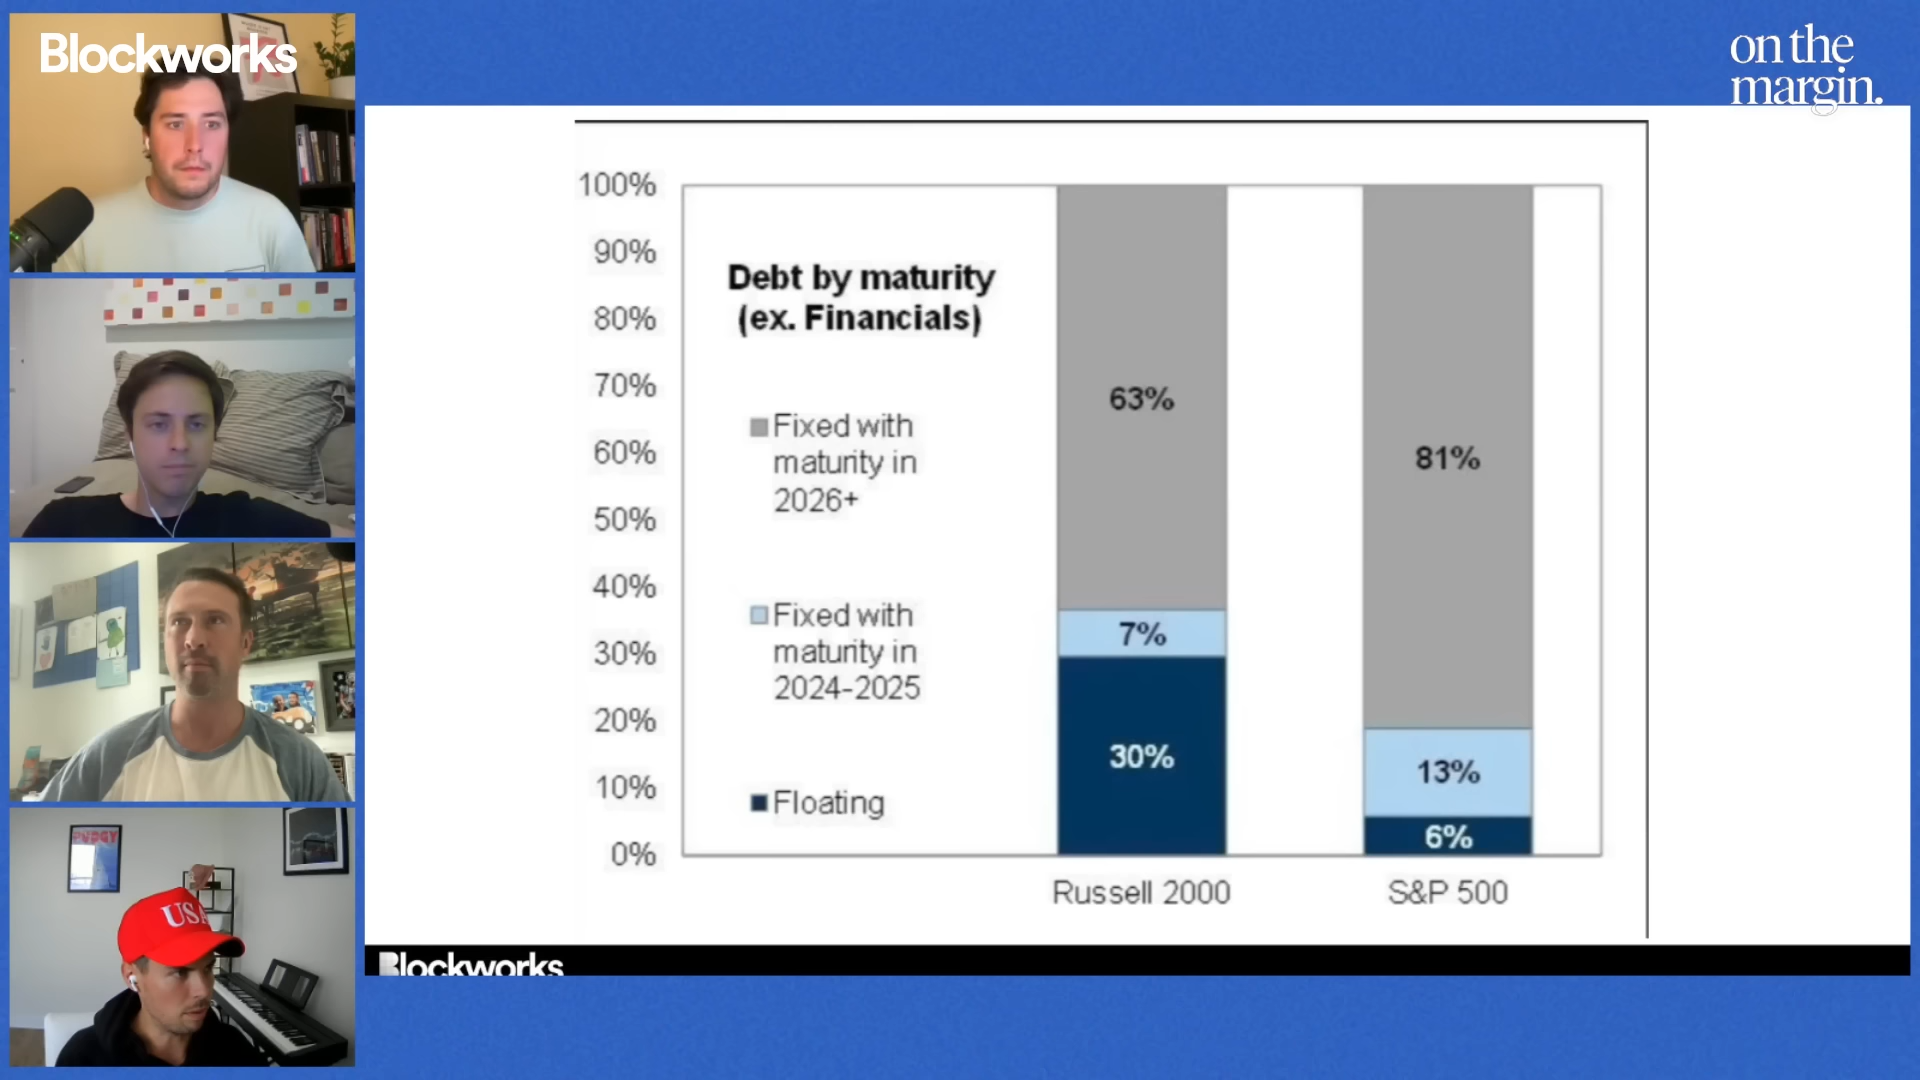 Blockworks
on the
margin.
100%
90%
80%
70%
60%
50%
40%
30%
20%
10%
0%
Debt by maturity
(ex. Financials)
Fixed with
maturity in
2026+
Fixed with
maturity in
2024-2025
Floating
63%
7%
30%
81%
13%
6%
Russell 2000
S&P 500
Blockworks
PUDGY
USA